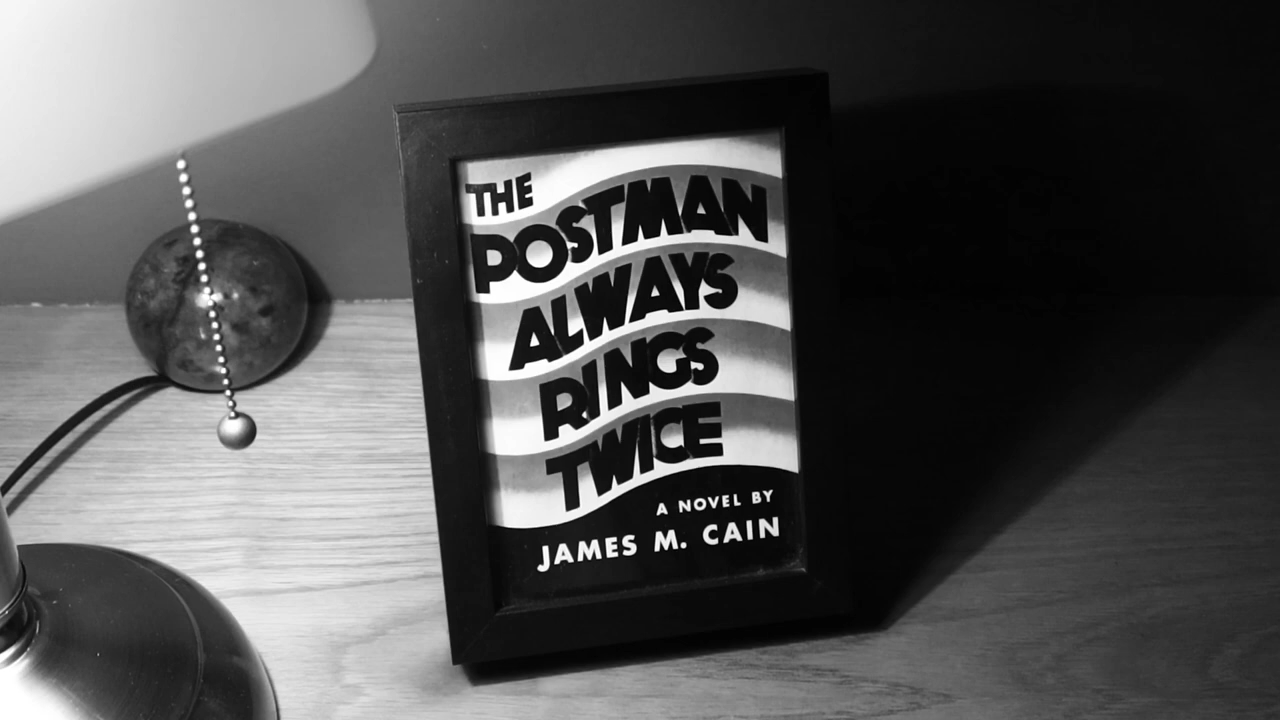 THE
POSTMAN
ALWAYS
RINGS
TWICE
A NOVEL BY
JAMES M. CAIN